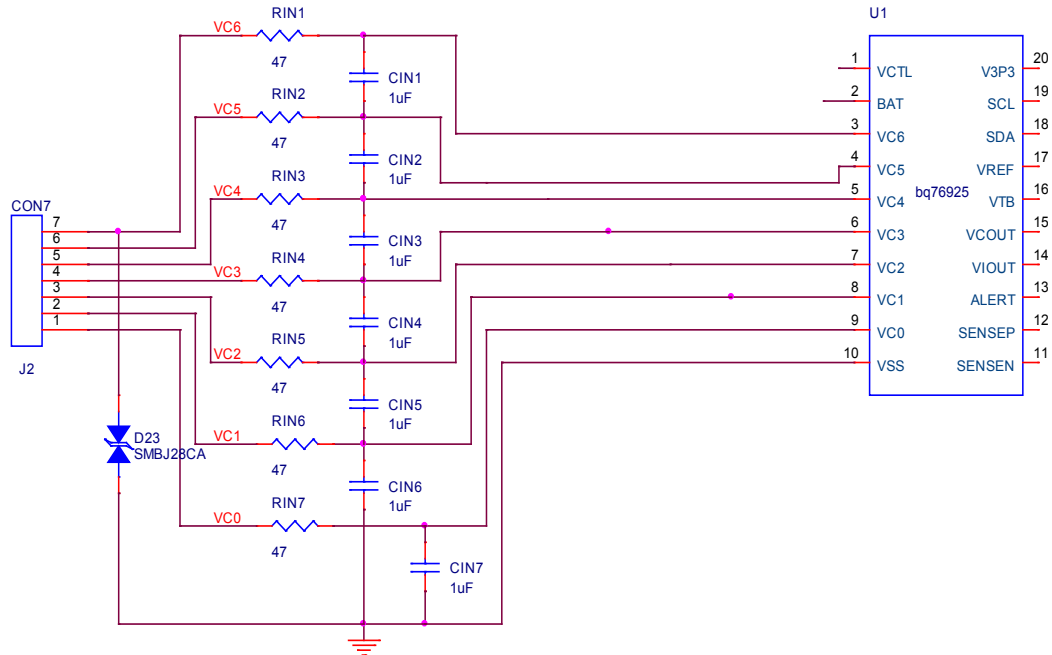 RIN1
VC6
47
CIN1
1uF
RIN2
VC5
47
CIN2
1uF
RIN3
VC4
47
CIN3
1uF
RIN4
VC3
47
CIN4
1uF
RIN5
VC2
47
CIN5
1uF
RIN6
VC1
47
CIN6
1uF
RIN7
VC0
47
CIN7
1uF
CON7
7
6
5
4
3
2
1
J2
D23
SMBJ28CA
U1
1 VCTL V3P3 20
2 BAT SCL 19
3 VC6 SDA 18
4 VC5 VREF 17
bq76925
5 VC4 VTB 16
6 VC3 VCOUT 15
7 VC2 VIOUT 14
8 VC1 ALERT 13
9 VC0 SENSEP 12
10 VSS SENSEN 11